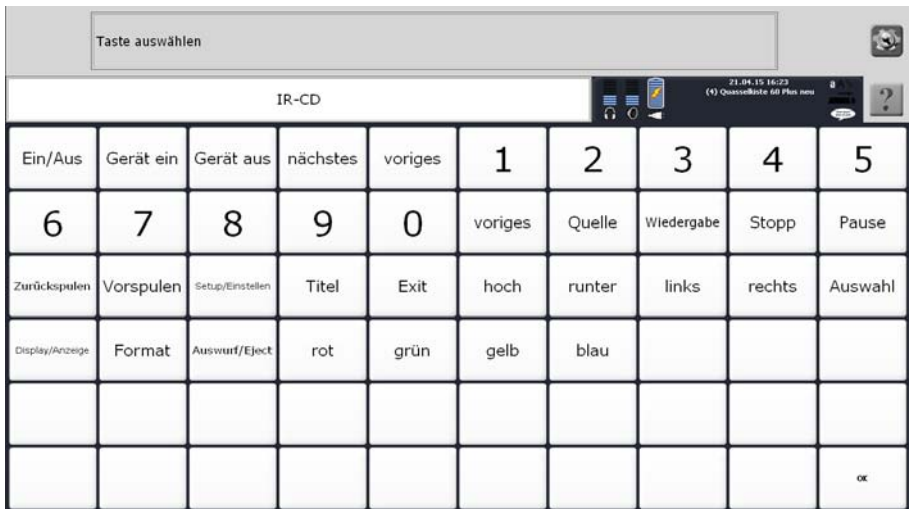 Taste auswählen
IR-CD
21.04.15 16:23
(4) Quasselkiste 60 Plus neu
?
Ein/Aus Gerät ein Gerät aus nächstes voriges 1 2 3 4 5
6 7 8 9 0 voriges Quelle Wiedergabe Stopp Pause
Zurückspulen Vorspulen Setup/Einstellen Titel Exit hoch runter links rechts Auswahl
Display/Anzeige Format Auswurf/Eject rot grün gelb blau
OK